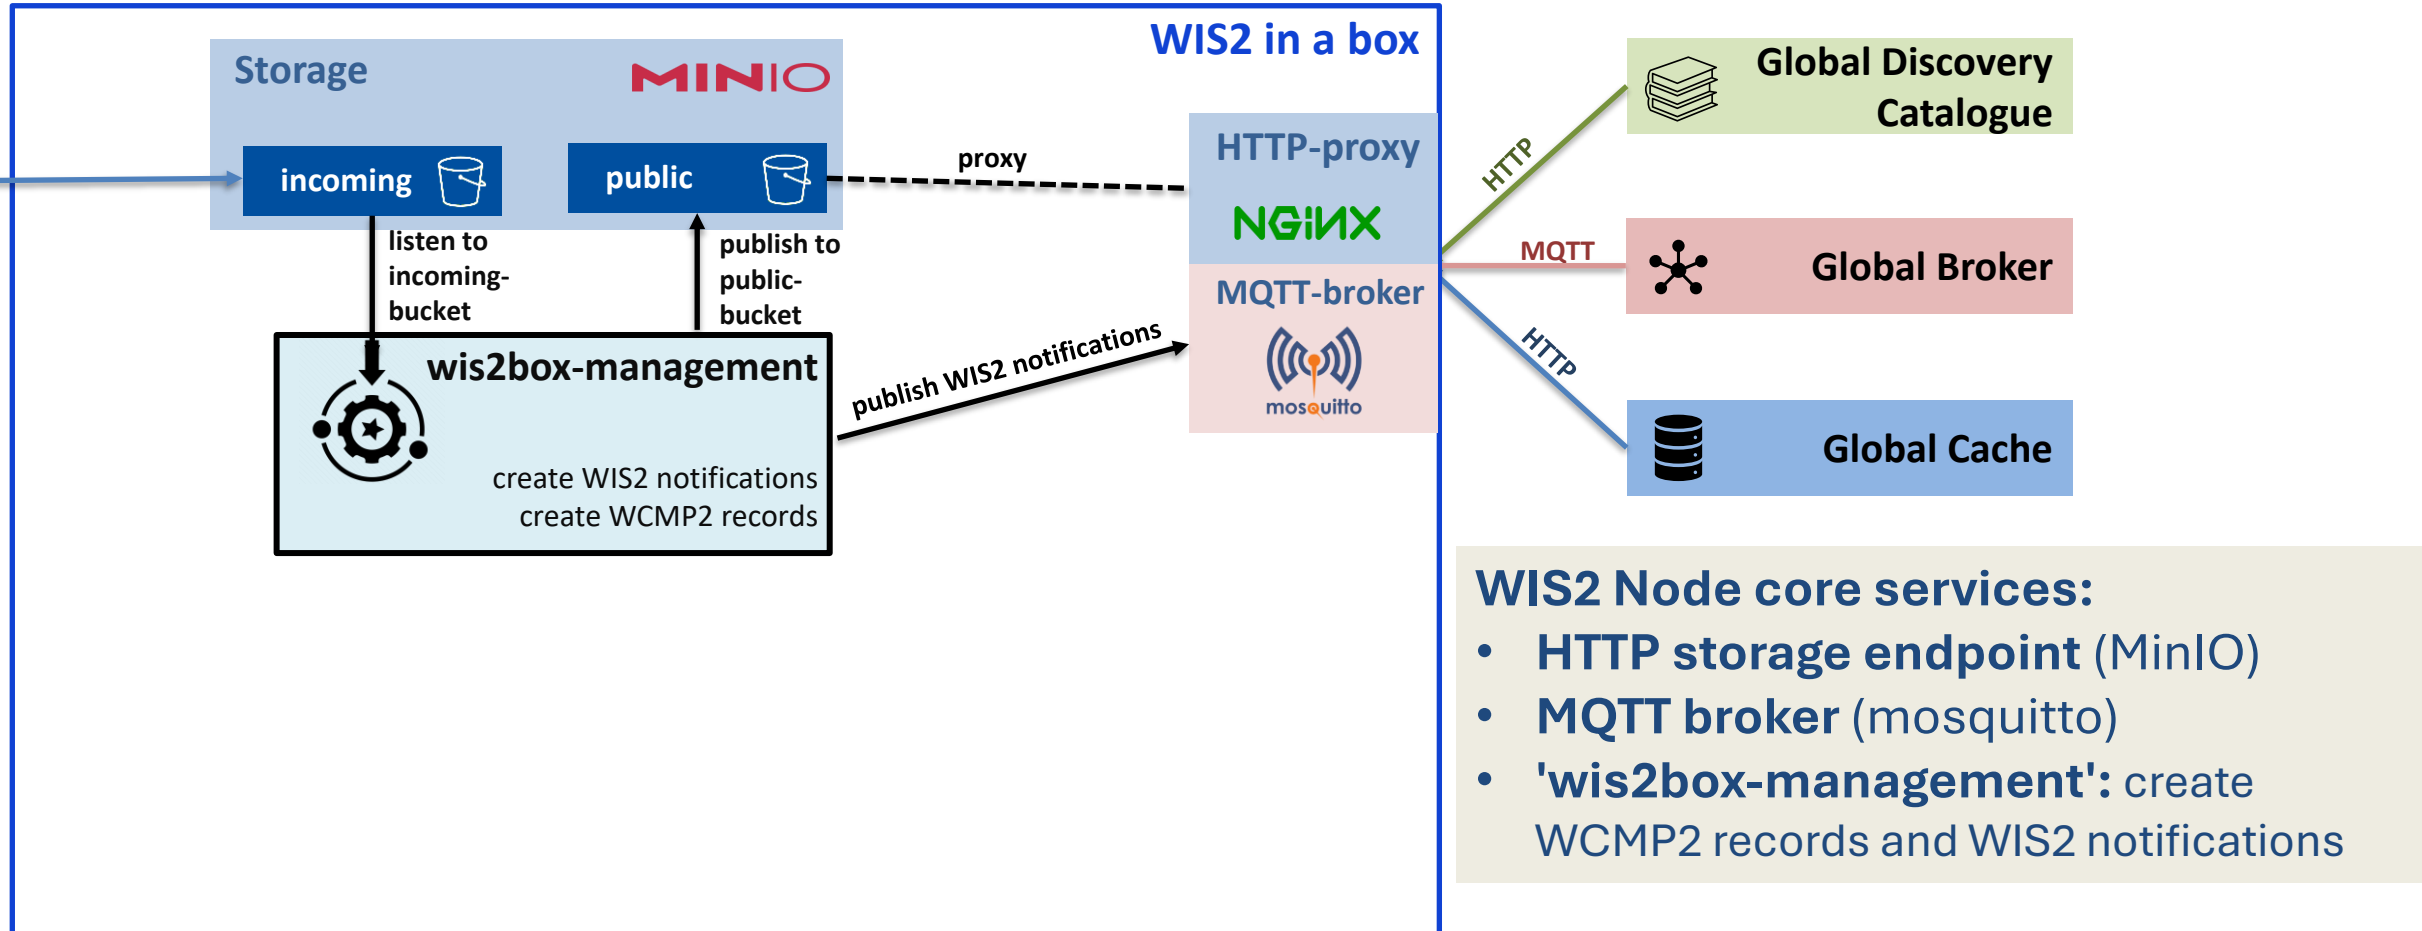 WIS2 in a box
Storage
MINIO
incoming
public
proxy
listen to
incoming-
bucket
publish to
public-
bucket
wis2box-management
create WIS2 notifications
create WCMP2 records
publish WIS2 notifications
HTTP-proxy
NGINX
MQTT-broker
mosquitto
HTTP
MQTT
HTTP
Global Discovery
Catalogue
Global Broker
Global Cache
WIS2 Node core services:
• HTTP storage endpoint (MinIO)
• MQTT broker (mosquitto)
• 'wis2box-management': create
WCMP2 records and WIS2 notifications